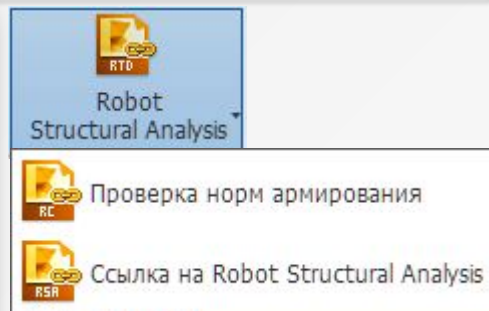 RTD
Robot
Structural Analysis
RC
Проверка норм армирования
RSA
Ссылка на Robot Structural Analysis